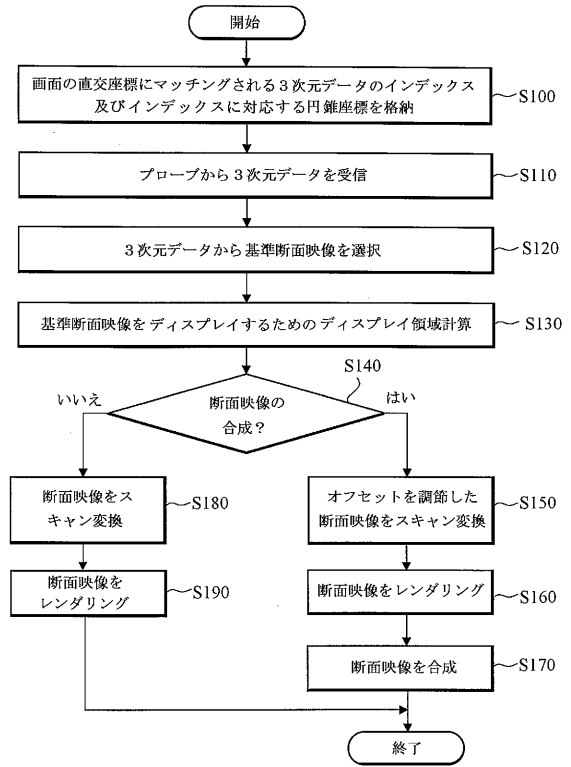 開始
画面の直交座標にマッチングされる3次元データのインデックス
及びインデックスに対応する円錐座標を格納
S100
プローブから3次元データを受信
S110
3次元データから基準断面映像を選択
S120
基準断面映像をディスプレイするためのディスプレイ領域計算
S130
S140
断面映像の
合成?
いいえ
はい
断面映像をス
キャン変換
S180
オフセットを調節した
断面映像をスキャン変換
S150
断面映像を
レンダリング
S190
断面映像をレンダリング
S160
断面映像を合成
S170
終了